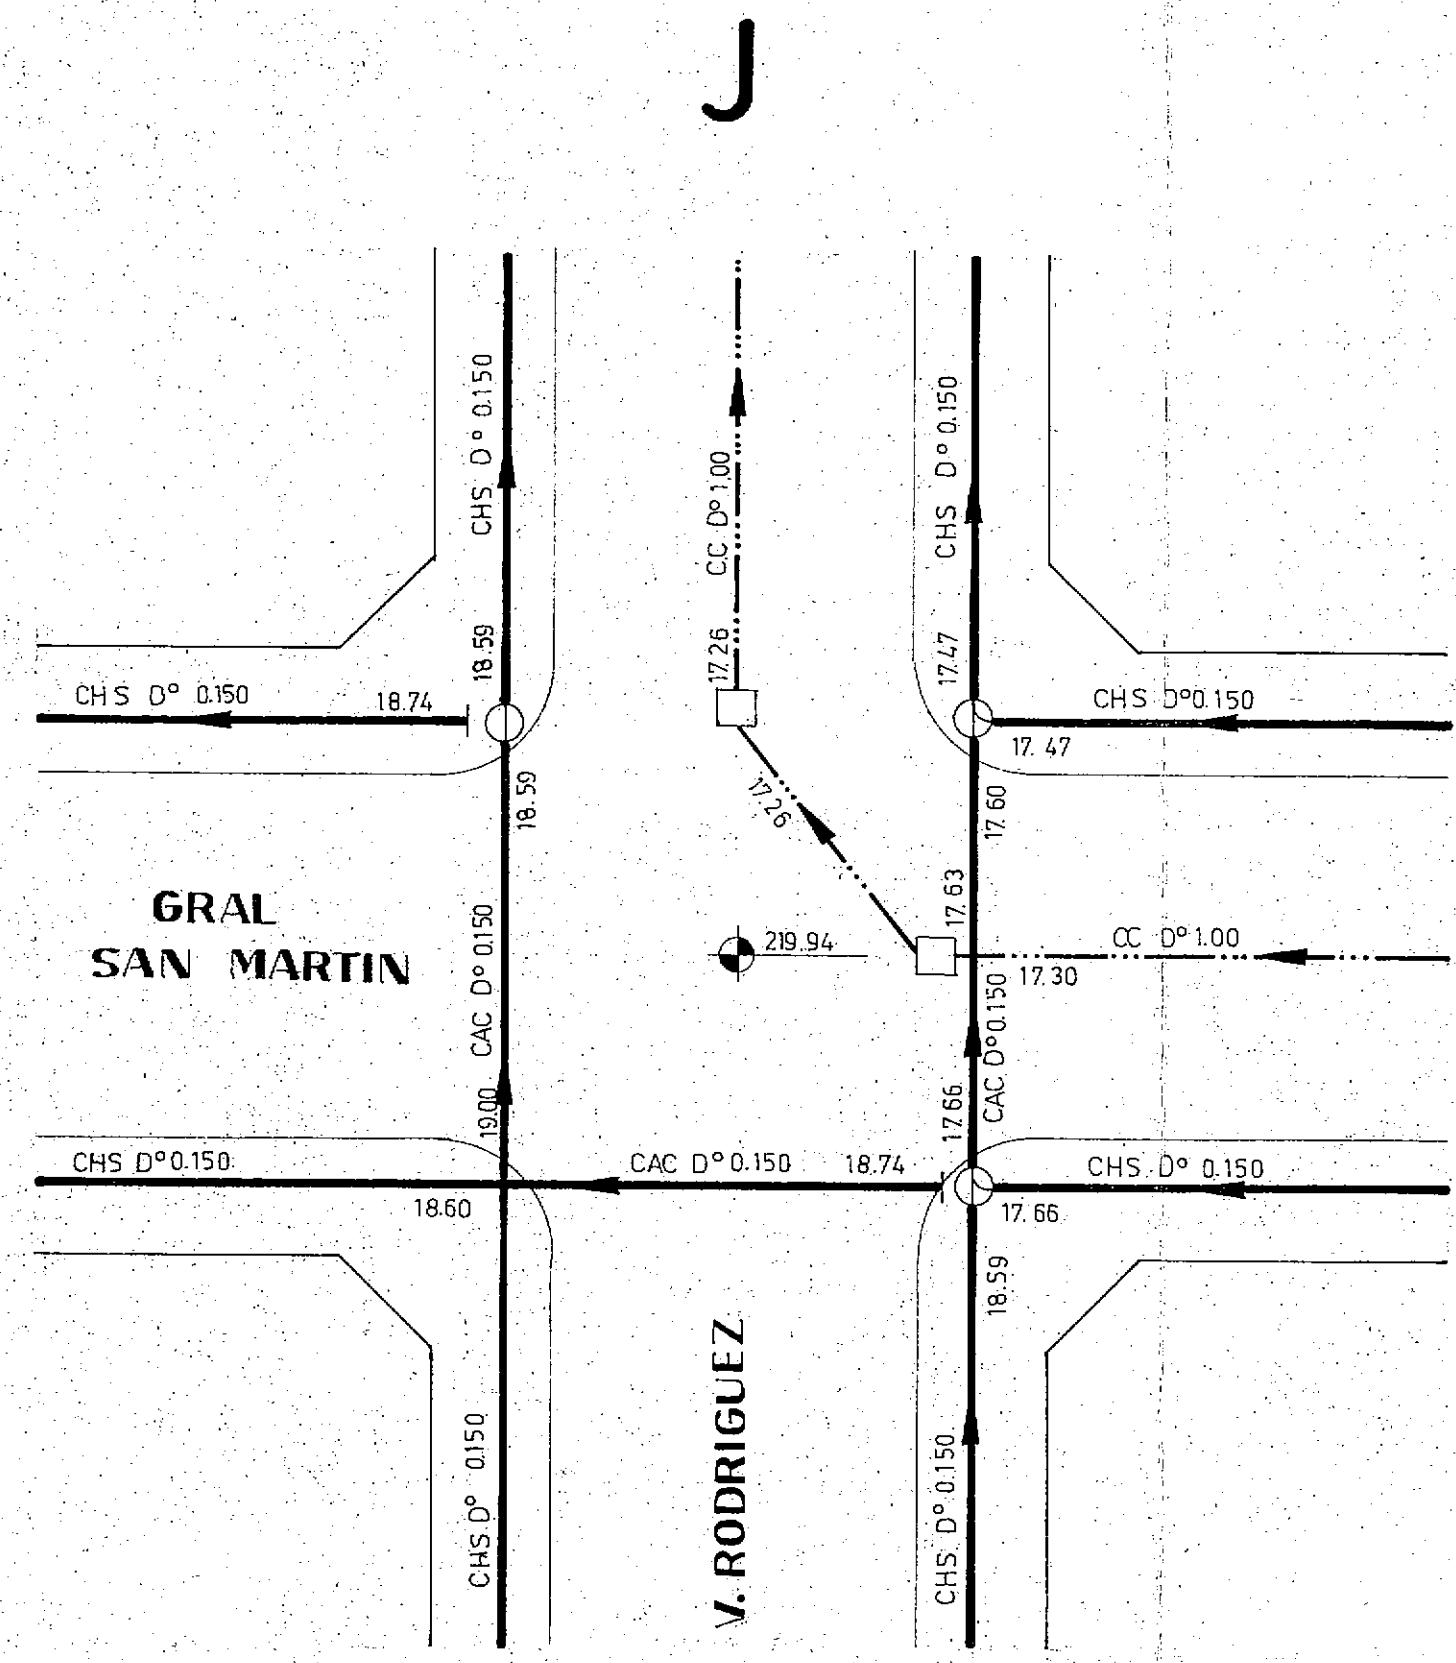 J
CHS D° 0.150
CHS D° 0.150
C.C D° 1.00
18.59
17.26
17.47
CHS D° 0.150
18.74
CHS D° 0.150
17.47
18.59
17.26
17.60
GRAL
SAN MARTIN
17.63
219.94
CC D° 1.00
17.30
CAC D° 0.150
CAC D° 0.150
19.00
17.66
CHS D° 0.150
CAC D° 0.150
18.74
CHS. D° 0.150
18.60
17.66
18.59
CHS. D° 0.150
V. RODRIGUEZ
CHS. D° 0.150